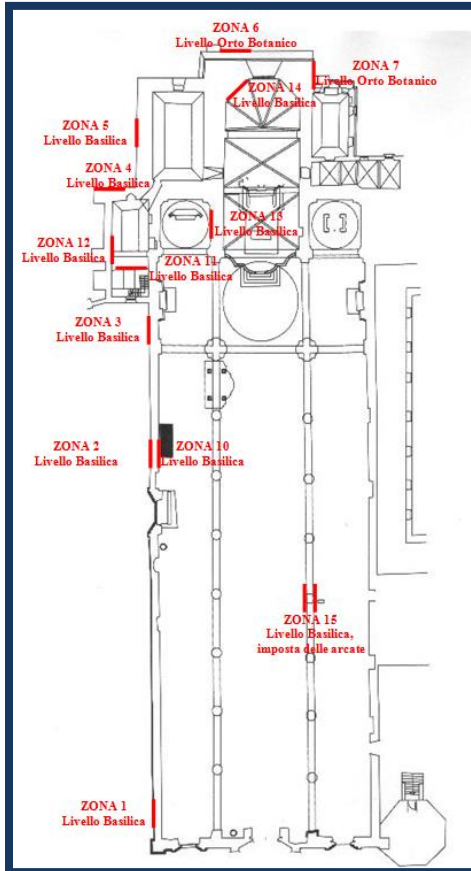 ZONA 6
Livello Orto Botanico
ZONA 7
Livello Orto Botanico
ZONA 14
Livello Basilica
ZONA 5
Livello Basilica
ZONA 4
Livello Basilica
ZONA 13
Livello Basilica
ZONA 12
Livello Basilica
ZONA 11
Livello Basilica
ZONA 3
Livello Basilica
ZONA 2
Livello Basilica
ZONA 10
Livello Basilica
ZONA 15
Livello Basilica,
imposta delle arcate
ZONA 1
Livello Basilica